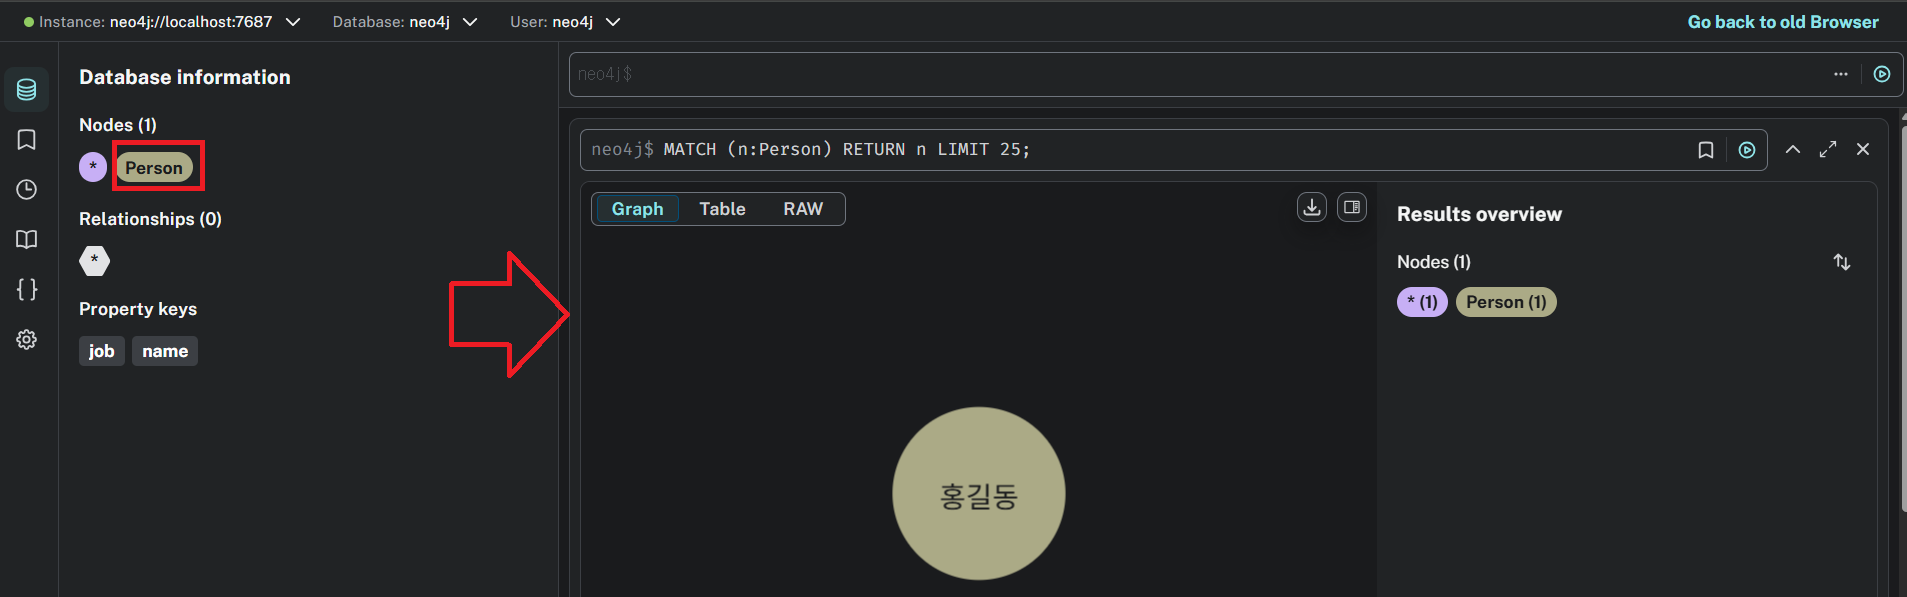 Instance: neo4j://localhost:7687 Database: neo4j User: neo4j Go back to old Browser
Database information
Nodes (1)
* Person
Relationships (0)
*
Property keys
job name
neo4j$
neo4j$ MATCH (n:Person) RETURN n LIMIT 25;
Graph Table RAW
홍길동
Results overview
Nodes (1)
* (1) Person (1)